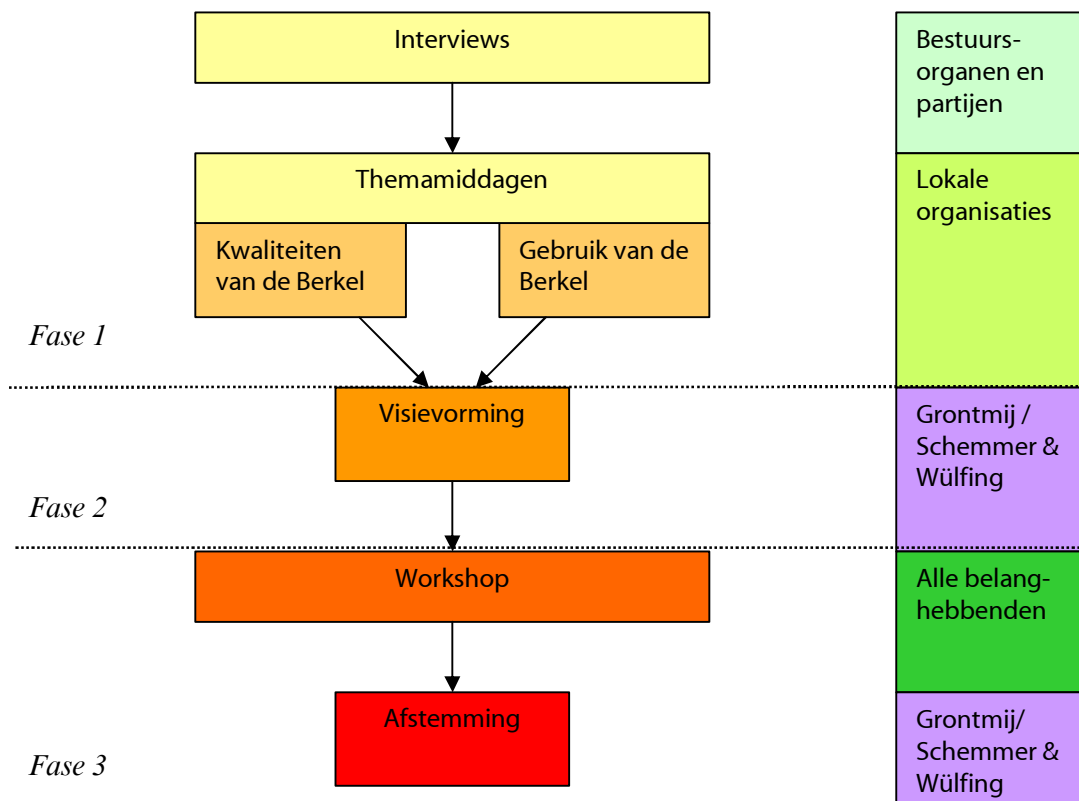 Interviews
Bestuurs-
organen en
partijen
Themamiddagen
Kwaliteiten
van de Berkel
Gebruik van de
Berkel
Lokale
organisaties
Fase 1
Visievorming
Grontmij /
Schemmer &
Wülfing
Fase 2
Workshop
Alle belang-
hebbenden
Afstemming
Grontmij/
Schemmer &
Wülfing
Fase 3